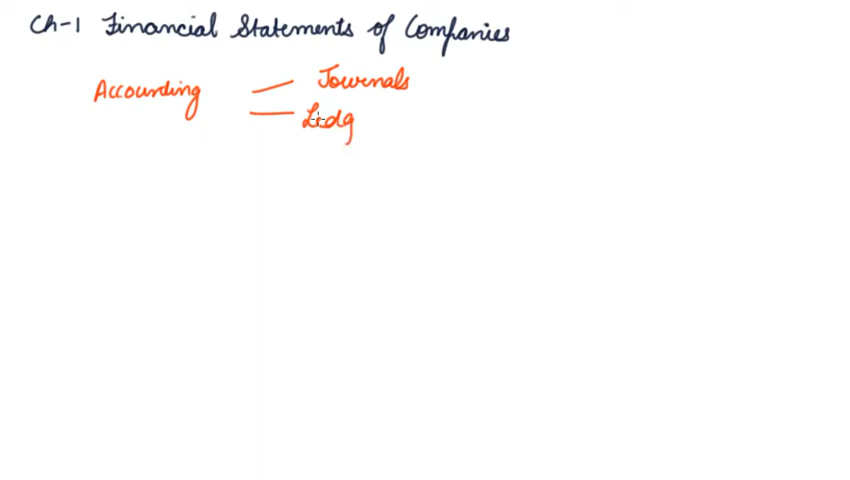 Ch-1 Financial Statements of Companies
Accounting
Journals
Ledg